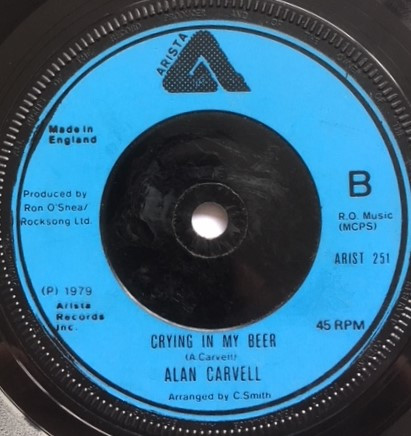 ARISTA
Made in
England
B
Produced by
Ron O'Shea/
Rocksong Ltd.
R.O. Music
(MCPS)
ARIST 251
(P) 1979
Arista
Records
Inc.
45 RPM
CRYING IN MY BEER
(A.Carvell)
ALAN CARVELL
Arranged by C.Smith